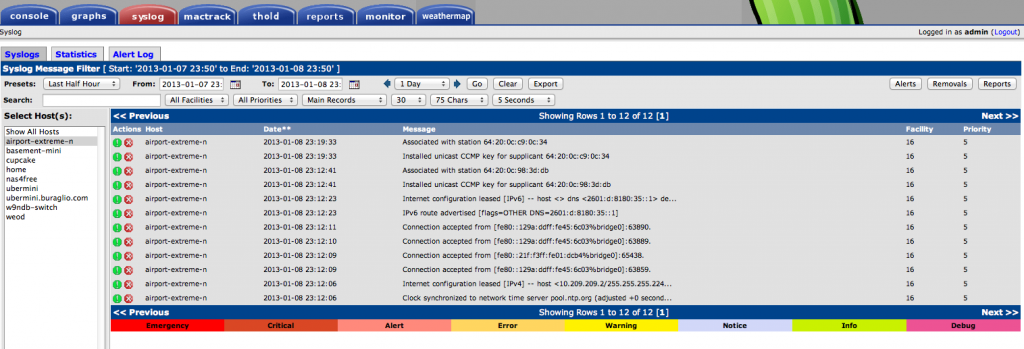 console graphs syslog mactrack thold reports monitor weathermap
Syslog Logged in as admin (Logout)
Syslogs Statistics Alert Log
Syslog Message Filter [ Start: '2013-01-07 23:50' to End: '2013-01-08 23:50' ]
Presets: Last Half Hour From: 2013-01-07 23: To: 2013-01-08 23: 1 Day Go Clear Export Alerts Removals Reports
Search: All Facilities All Priorities Main Records 30 75 Chars 5 Seconds
Select Host(s):
Show All Hosts
airport-extreme-n
basement-mini
cupcake
home
nas4free
ubermini
ubermini.buraglio.com
w9ndb-switch
weod
<< Previous Showing Rows 1 to 12 of 12 [1] Next >>
Actions Host Date** Message Facility Priority
airport-extreme-n 2013-01-08 23:19:33 Associated with station 64:20:0c:c9:0c:34 16 5
airport-extreme-n 2013-01-08 23:19:33 Installed unicast CCMP key for supplicant 64:20:0c:c9:0c:34 16 5
airport-extreme-n 2013-01-08 23:12:41 Associated with station 64:20:0c:98:3d:db 16 5
airport-extreme-n 2013-01-08 23:12:41 Installed unicast CCMP key for supplicant 64:20:0c:98:3d:db 16 5
airport-extreme-n 2013-01-08 23:12:23 Internet configuration leased [IPv6] -- host <> dns <2601:d:8180:35::1> de... 16 5
airport-extreme-n 2013-01-08 23:12:23 IPv6 route advertised [flags=OTHER DNS=2601:d:8180:35::1] 16 5
airport-extreme-n 2013-01-08 23:12:11 Connection accepted from [fe80::129a:ddff:fe45:6c03%bridge0]:63890. 16 5
airport-extreme-n 2013-01-08 23:12:10 Connection accepted from [fe80::129a:ddff:fe45:6c03%bridge0]:63889. 16 5
airport-extreme-n 2013-01-08 23:12:09 Connection accepted from [fe80::21f:f3ff:fe01:dcb4%bridge0]:65438. 16 5
airport-extreme-n 2013-01-08 23:12:09 Connection accepted from [fe80::129a:ddff:fe45:6c03%bridge0]:63859. 16 5
airport-extreme-n 2013-01-08 23:12:06 Internet configuration leased [IPv4] -- host <10.209.209.2/255.255.255.224... 16 5
airport-extreme-n 2013-01-08 23:12:06 Clock synchronized to network time server pool.ntp.org (adjusted +0 second... 16 5
<< Previous Showing Rows 1 to 12 of 12 [1] Next >>
Emergency Critical Alert Error Warning Notice Info Debug